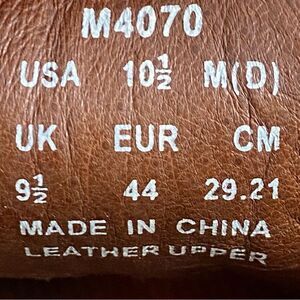 M4070
USA 10½ M(D)
UK EUR CM
9½ 44 29.21
MADE IN CHINA
LEATHER UPPER